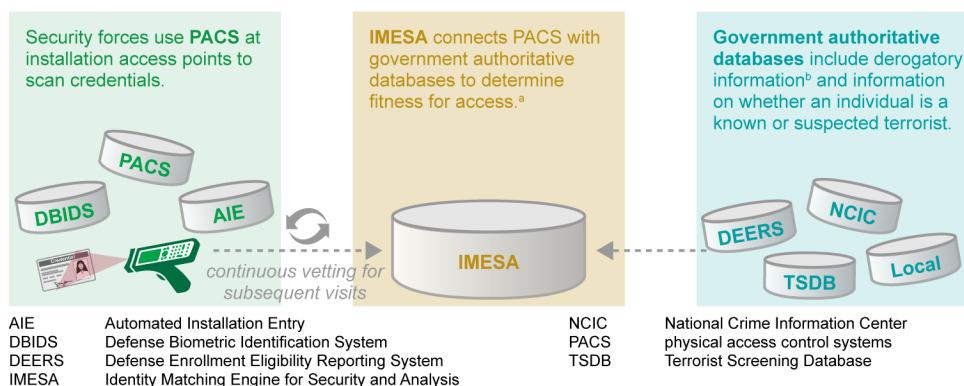 Security forces use PACS at
installation access points to
scan credentials.
IMESA connects PACS with
government authoritative
databases to determine
fitness for access.ᵃ
Government authoritative
databases include derogatory
informationᵇ and information
on whether an individual is a
known or suspected terrorist.
PACS
DBIDS
AIE
Credential
continuous vetting for
subsequent visits
IMESA
DEERS
NCIC
TSDB
Local
AIE Automated Installation Entry
DBIDS Defense Biometric Identification System
DEERS Defense Enrollment Eligibility Reporting System
IMESA Identity Matching Engine for Security and Analysis
NCIC National Crime Information Center
PACS physical access control systems
TSDB Terrorist Screening Database